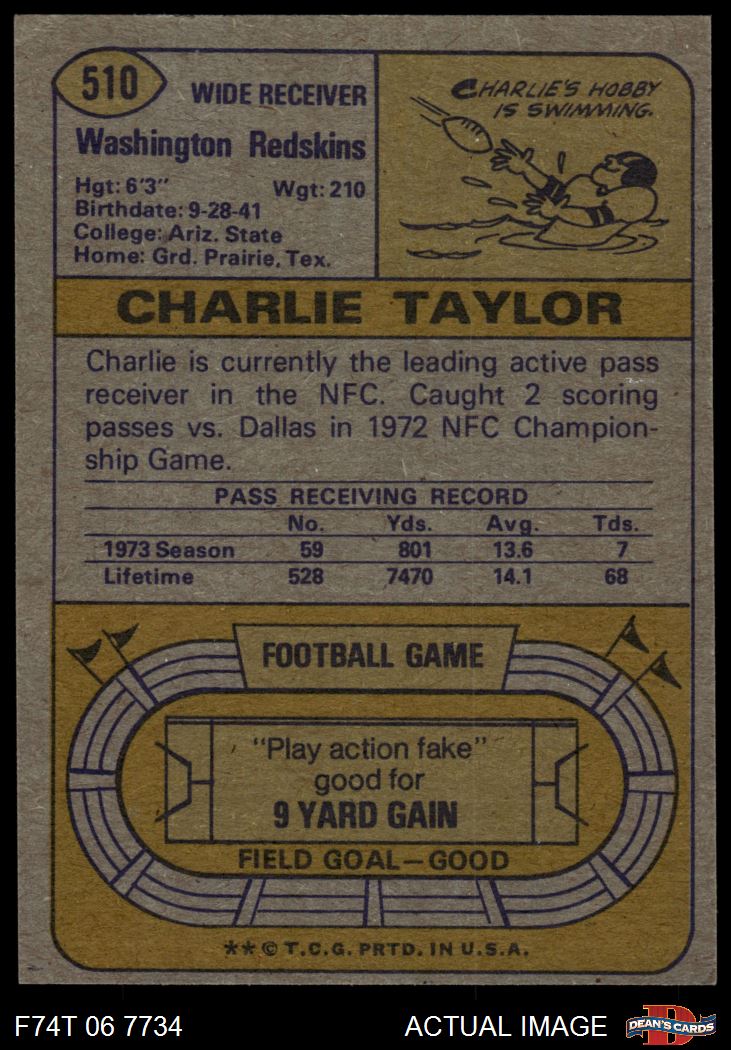 510
WIDE RECEIVER
Washington Redskins
Hgt: 6'3" Wgt: 210
Birthdate: 9-28-41
College: Ariz. State
Home: Grd. Prairie, Tex.
CHARLIE'S HOBBY
IS SWIMMING.
CHARLIE TAYLOR
Charlie is currently the leading active pass
receiver in the NFC. Caught 2 scoring
passes vs. Dallas in 1972 NFC Champion-
ship Game.
PASS RECEIVING RECORD
No. Yds. Avg. Tds.
1973 Season 59 801 13.6 7
Lifetime 528 7470 14.1 68
FOOTBALL GAME
"Play action fake"
good for
9 YARD GAIN
FIELD GOAL—GOOD
**© T.C.G. PRTD. IN U.S.A.
F74T 06 7734 ACTUAL IMAGE
D
DEAN'S CARDS